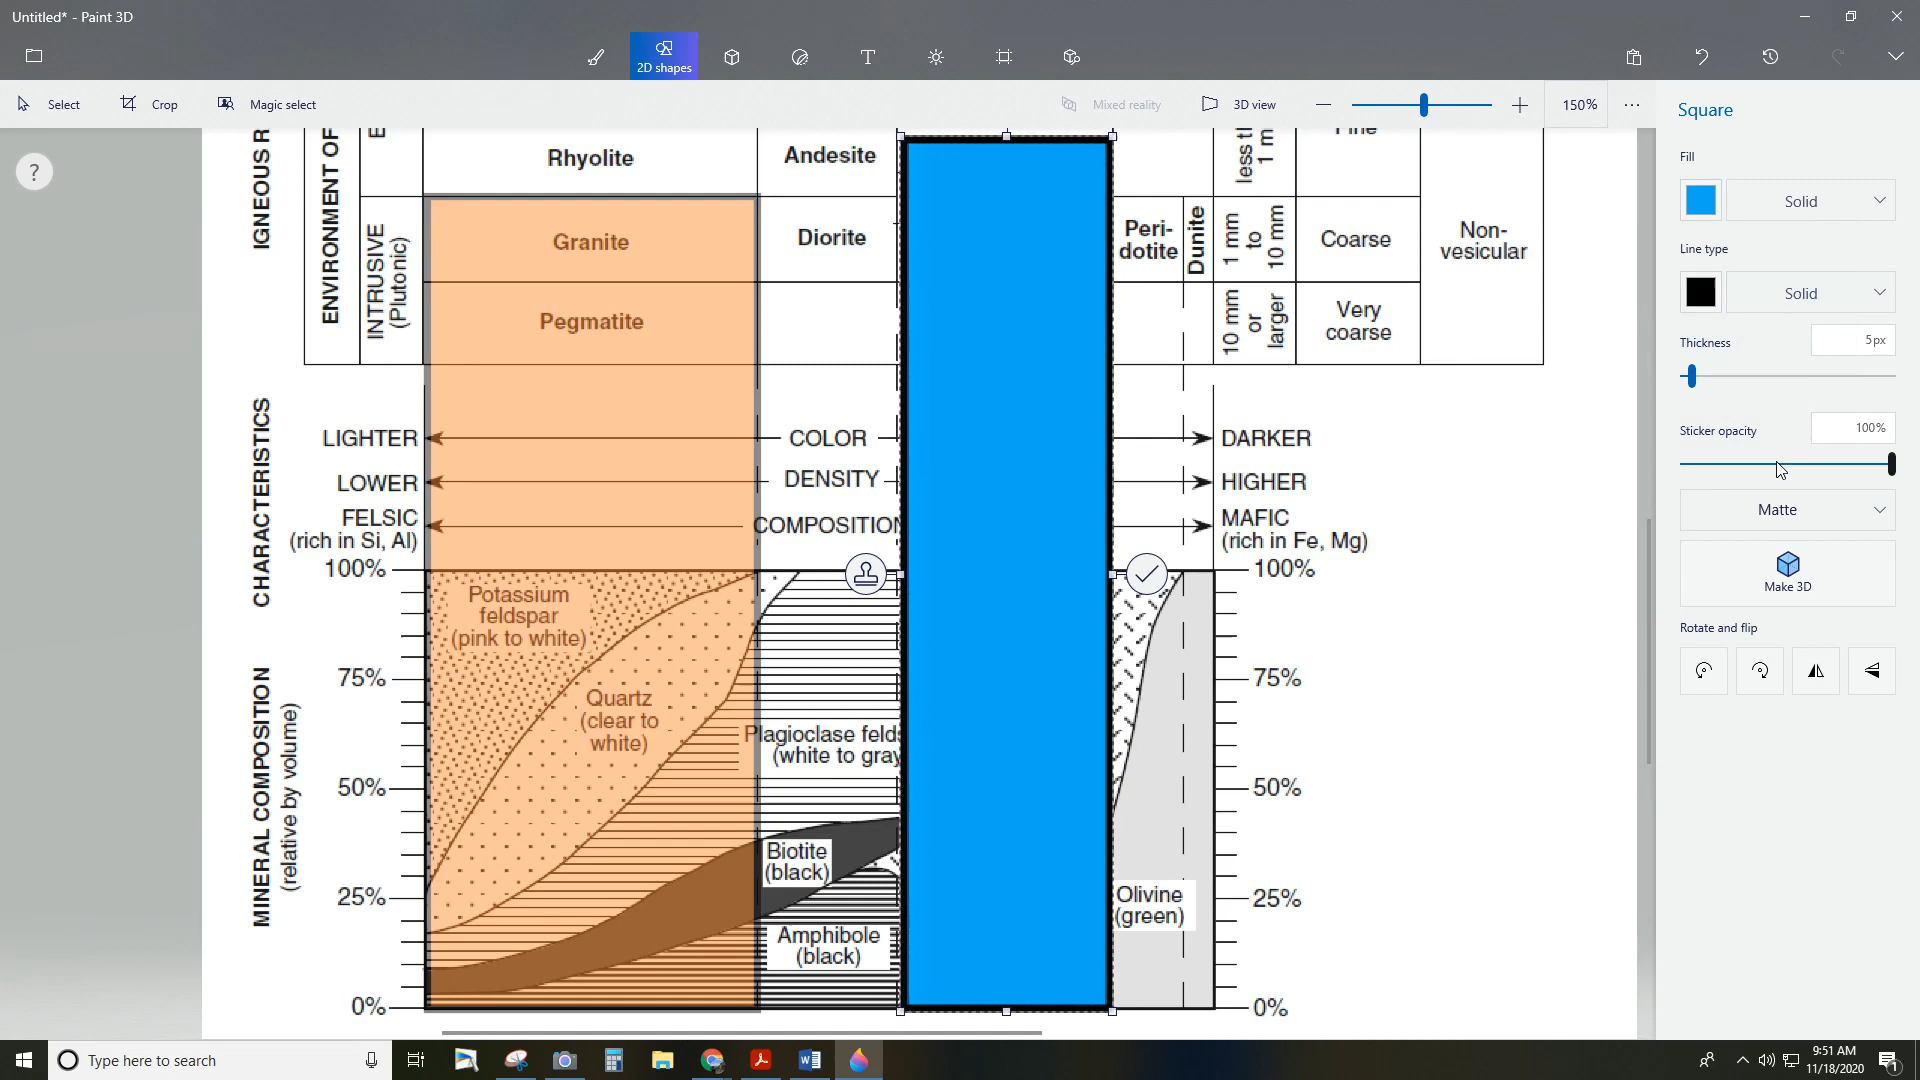 Untitled* - Paint 3D
2D shapes
Select
Crop
Magic select
Mixed reality
3D view
150%
Square
Fill
Solid
Line type
Solid
Thickness
5px
Sticker opacity
100%
Matte
Make 3D
Rotate and flip
?
IGNEOUS R
ENVIRONMENT OF
E
INTRUSIVE
(Plutonic)
Rhyolite
Andesite
Granite
Diorite
Pegmatite
Peri-
dotite
Dunite
less t
1 m
Fine
1 mm
to
10 mm
Coarse
Non-
vesicular
10 mm
or
larger
Very
coarse
CHARACTERISTICS
LIGHTER
COLOR
DARKER
LOWER
DENSITY
HIGHER
FELSIC
(rich in Si, Al)
COMPOSITION
MAFIC
(rich in Fe, Mg)
MINERAL COMPOSITION
(relative by volume)
100%
75%
50%
25%
0%
Potassium
feldspar
(pink to white)
Quartz
(clear to
white)
Plagioclase felds
(white to gray
Biotite
(black)
Amphibole
(black)
Olivine
(green)
100%
75%
50%
25%
0%
Type here to search
9:51 AM
11/18/2020
1